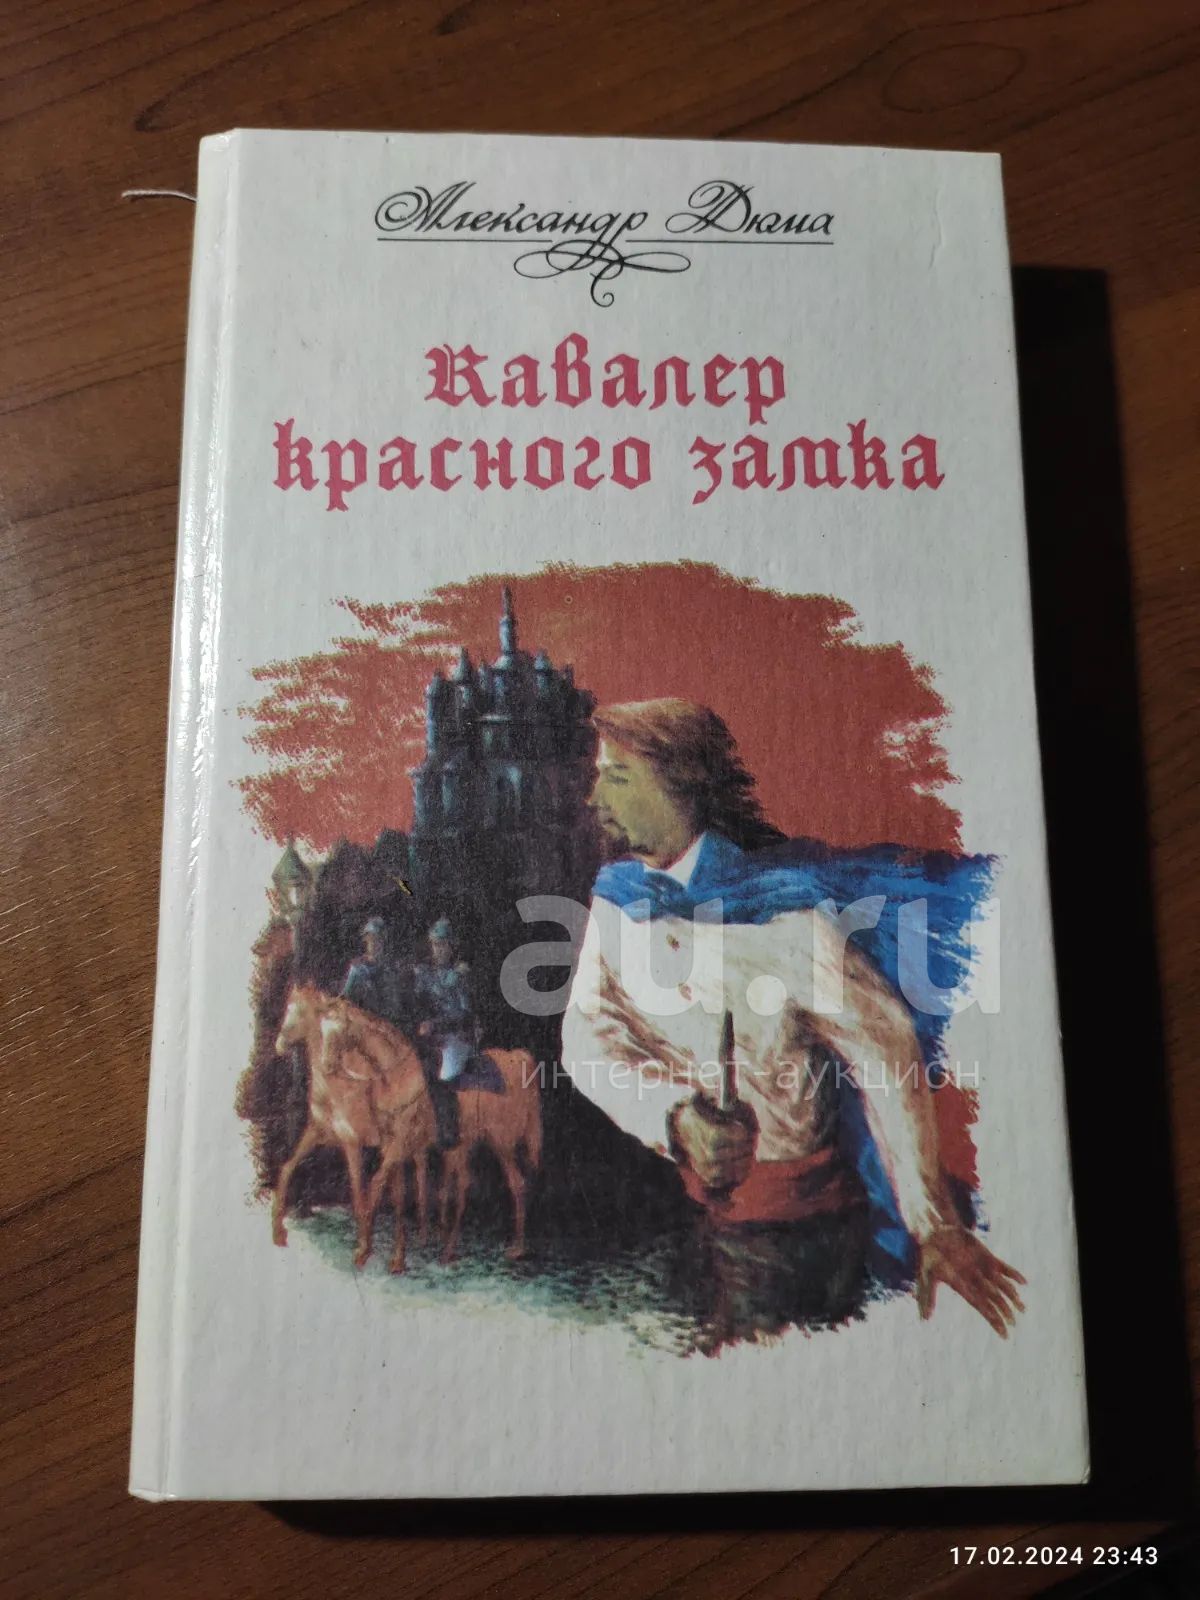 Александр Дюма
Кавалер
красного замка
au.ru
интернет-аукцион
17.02.2024 23:43